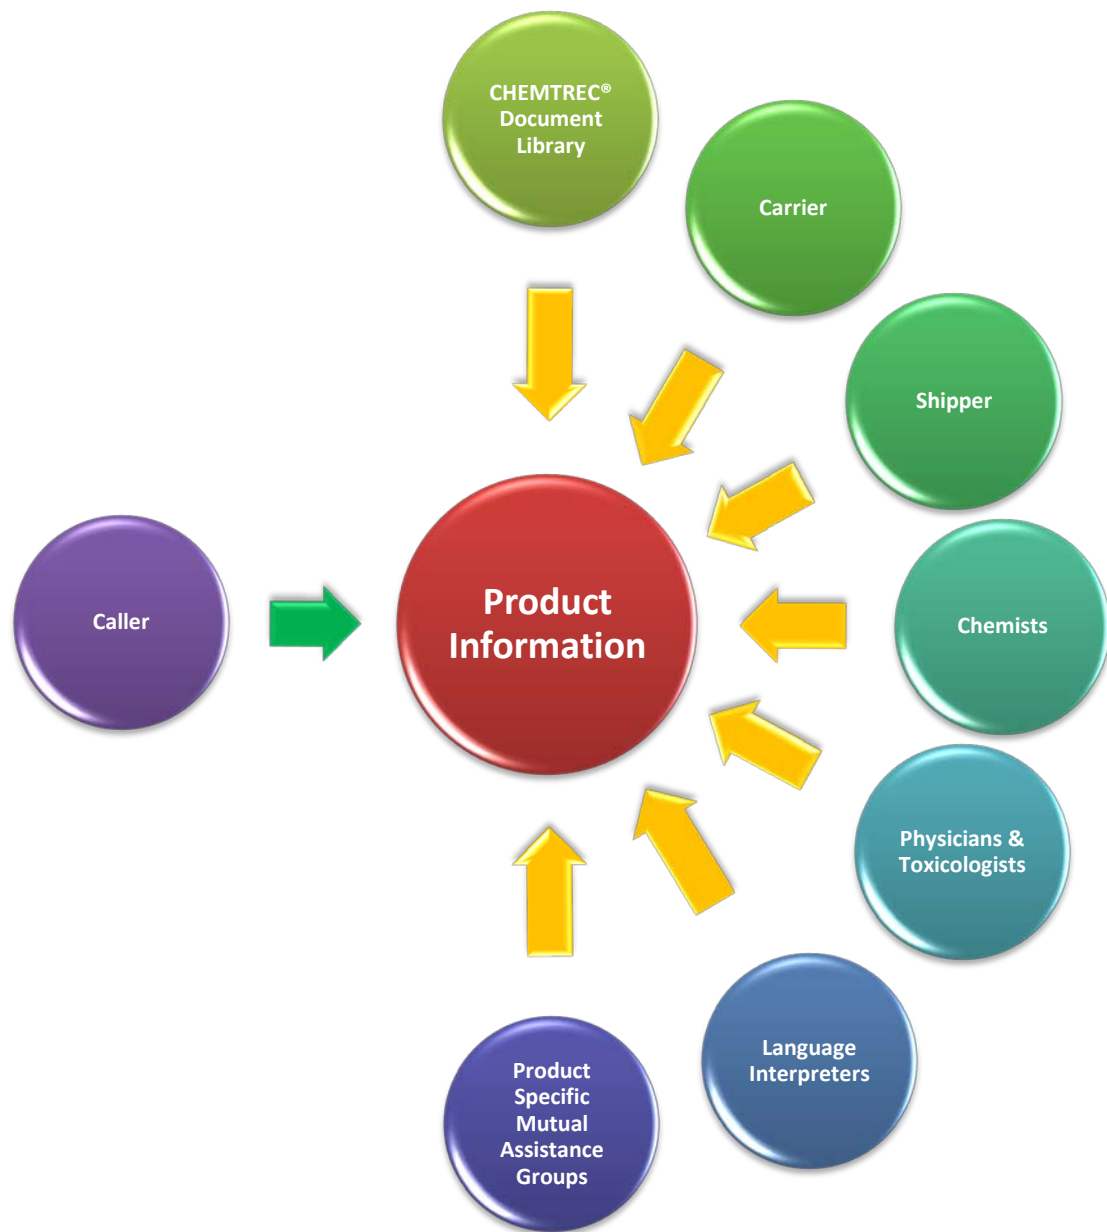 CHEMTREC®
Document
Library
Carrier
Shipper
Caller
Product
Information
Chemists
Physicians &
Toxicologists
Language
Interpreters
Product
Specific
Mutual
Assistance
Groups